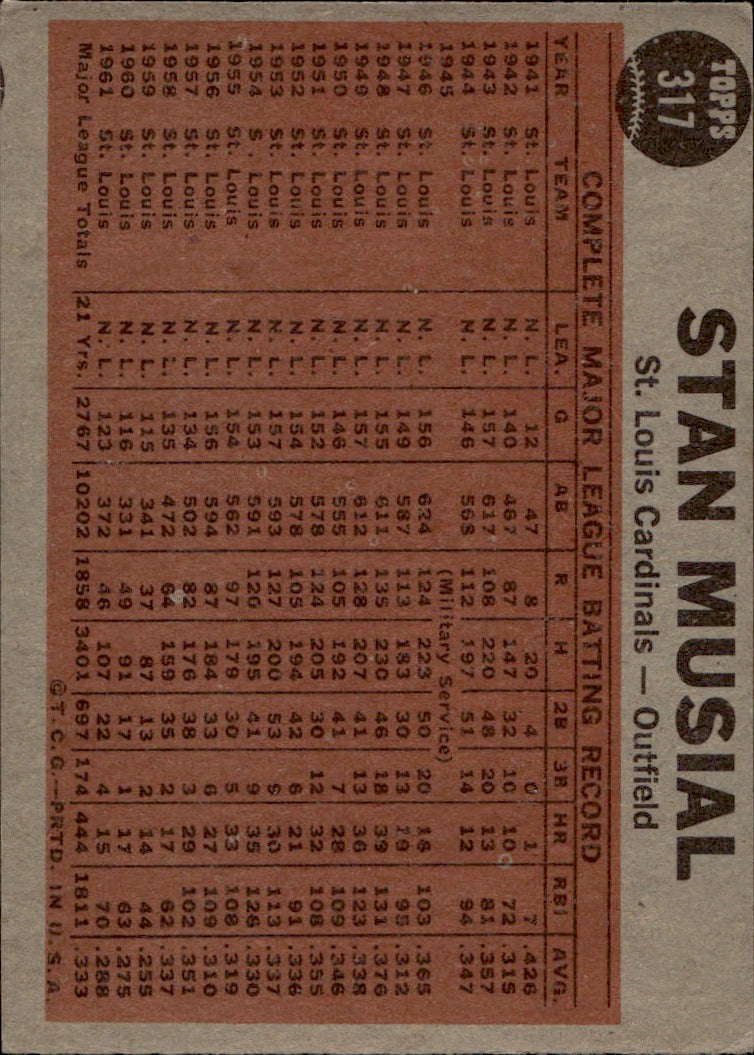 TOPPS
317
STAN MUSIAL
St. Louis Cardinals — Outfield
COMPLETE MAJOR LEAGUE BATTING RECORD
YEAR TEAM LEA. G AB R H 2B 3B HR RBI AVG.
1941 St. Louis N. L. 12 47 8 20 4 0 1 7 .426
1942 St. Louis N. L. 140 467 87 147 32 10 10 72 .315
1943 St. Louis N. L. 157 617 108 220 48 20 13 81 .357
1944 St. Louis N. L. 146 568 112 197 51 14 12 94 .347
1945 (Military Service)
1946 St. Louis N. L. 156 624 124 223 50 20 16 103 .365
1947 St. Louis N. L. 149 587 113 183 30 13 19 95 .312
1948 St. Louis N. L. 155 611 135 230 46 18 39 131 .376
1949 St. Louis N. L. 157 612 128 207 41 13 36 123 .338
1950 St. Louis N. L. 146 555 105 192 41 7 28 109 .346
1951 St. Louis N. L. 152 578 124 205 30 12 32 108 .355
1952 St. Louis N. L. 154 578 105 194 42 6 21 91 .336
1953 St. Louis N. L. 157 593 127 200 53 9 30 113 .337
1954 S . Louis N. L. 153 591 120 195 41 9 35 126 .330
1955 St. Louis N. L. 154 562 97 179 30 5 33 108 .319
1956 St. Louis N. L. 156 594 87 184 33 6 27 109 .310
1957 St. Louis N. L. 134 502 82 176 38 3 29 102 .351
1958 St. Louis N. L. 135 472 64 159 35 2 17 62 .337
1959 St. Louis N. L. 115 341 37 87 13 2 14 44 .255
1960 St. Louis N. L. 116 331 49 91 17 1 17 63 .275
1961 St. Louis N. L. 123 372 46 107 22 4 15 70 .288
Major League Totals 21 Yrs. 2767 10202 1858 3401 697 174 444 1811 .333
©T.C.G.—PRTD. IN U.S.A.